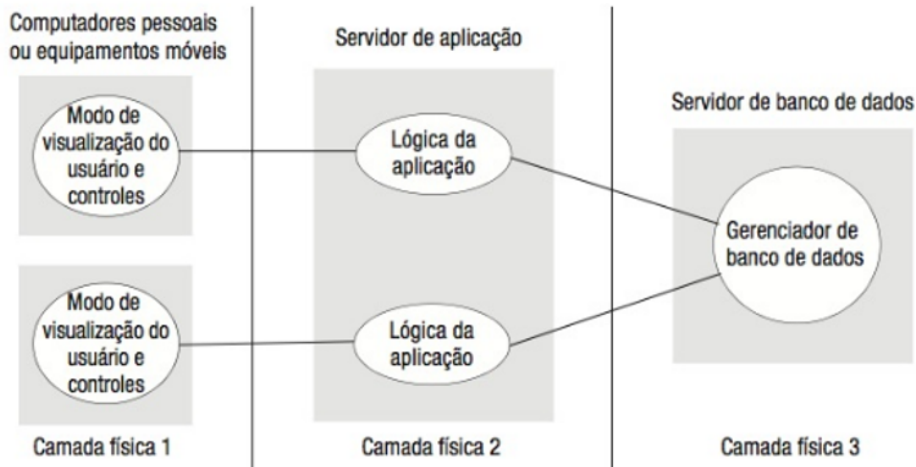 Computadores pessoais
ou equipamentos móveis
Modo de
visualização do
usuário e
controles
Modo de
visualização do
usuário e
controles
Camada física 1
Servidor de aplicação
Lógica da
aplicação
Lógica da
aplicação
Camada física 2
Servidor de banco de dados
Gerenciador de
banco de dados
Camada física 3